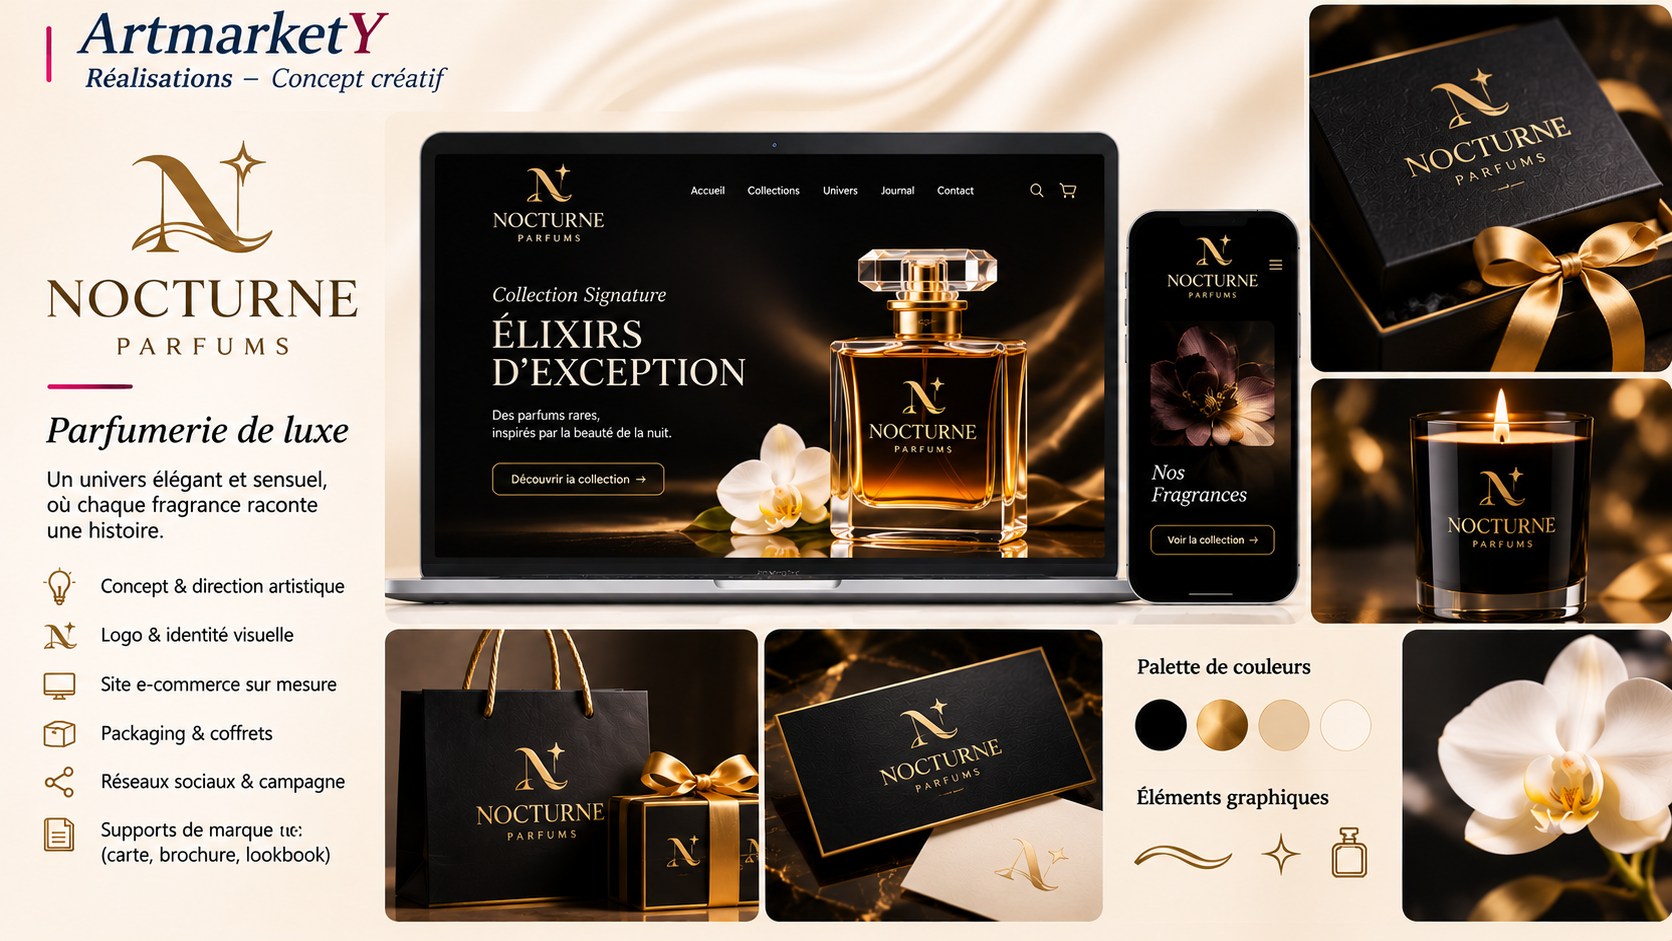 ArtmarketY
Réalisations – Concept créatif
N
NOCTURNE
PARFUMS
Parfumerie de luxe
Un univers élégant et sensuel,
où chaque fragrance raconte
une histoire.
Concept & direction artistique
Logo & identité visuelle
Site e-commerce sur mesure
Packaging & coffrets
Réseaux sociaux & campagne
Supports de marque
(carte, brochure, lookbook)
N
NOCTURNE
PARFUMS
Accueil Collections Univers Journal Contact
Collection Signature
ÉLIXIRS
D'EXCEPTION
Des parfums rares,
inspirés par la beauté de la nuit.
Découvrir ia collection →
N
NOCTURNE
PARFUMS
N
NOCTURNE
PARFUMS
Nos
Fragrances
Voir la collection →
N
NOCTURNE
PARFUMS
N
NOCTURNE
PARFUMS
N
NOCTURNE
PARFUMS
N
N
N
NOCTURNE
PARFUMS
Palette de couleurs
Éléments graphiques